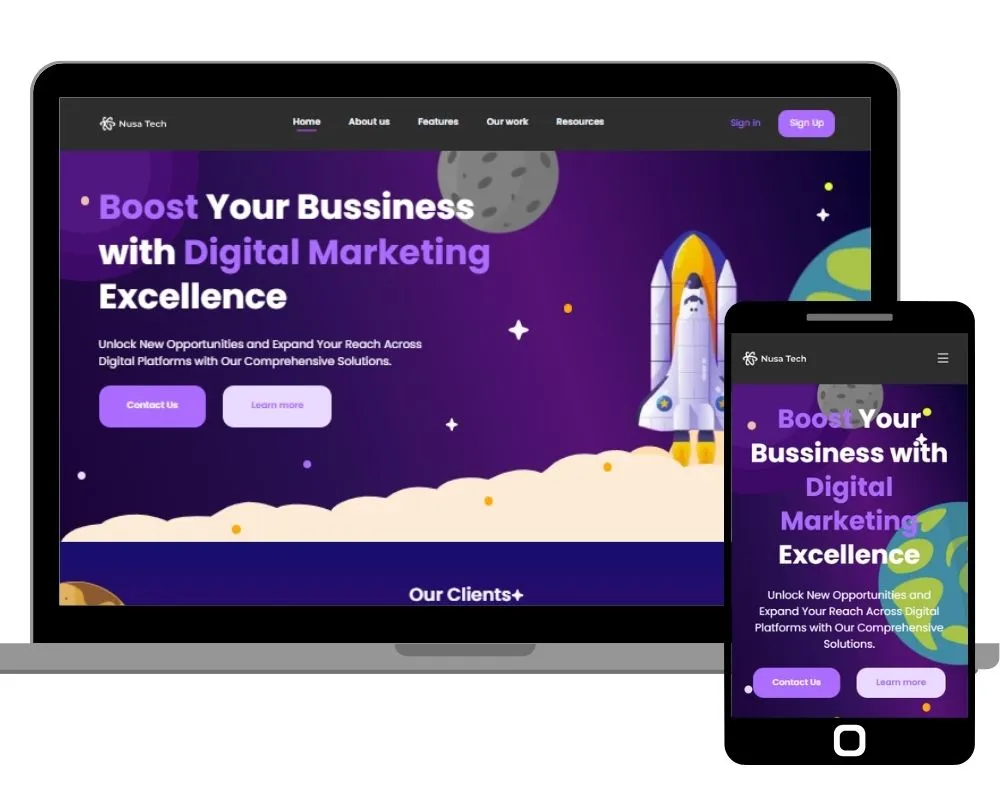 Nusa Tech
Home About us Features Our work Resources
Sign in Sign Up
Boost Your Bussiness
with Digital Marketing
Excellence
Unlock New Opportunities and Expand Your Reach Across
Digital Platforms with Our Comprehensive Solutions.
Contact Us Learn more
Our Clients
Nusa Tech
Boost Your
Bussiness with
Digital
Marketing
Excellence
Unlock New Opportunities and
Expand Your Reach Across Digital
Platforms with Our Comprehensive
Solutions.
Contact Us Learn more